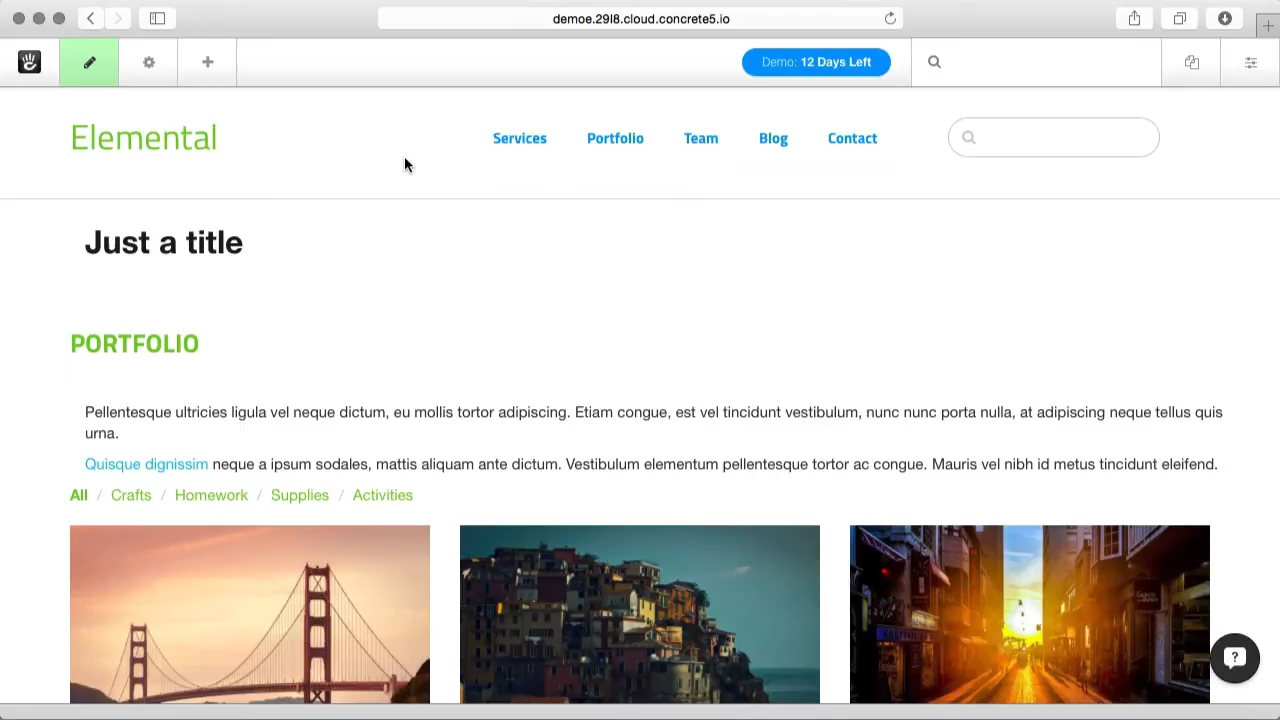 demoe.29l8.cloud.concrete5.io
Demo: 12 Days Left
Elemental
Services Portfolio Team Blog Contact
Just a title
PORTFOLIO
Pellentesque ultricies ligula vel neque dictum, eu mollis tortor adipiscing. Etiam congue, est vel tincidunt vestibulum, nunc nunc porta nulla, at adipiscing neque tellus quis
urna.
Quisque dignissim neque a ipsum sodales, mattis aliquam ante dictum. Vestibulum elementum pellentesque tortor ac congue. Mauris vel nibh id metus tincidunt eleifend.
All / Crafts / Homework / Supplies / Activities